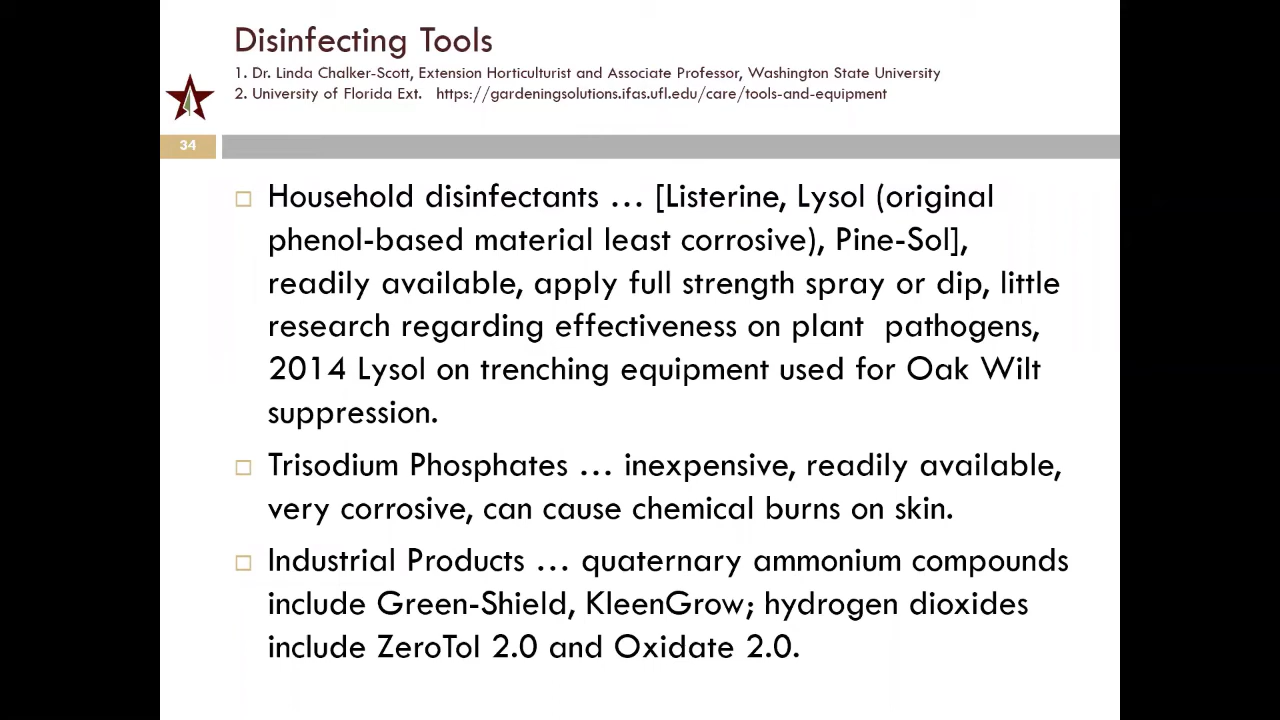 Disinfecting Tools
1. Dr. Linda Chalker-Scott, Extension Horticulturist and Associate Professor, Washington State University
2. University of Florida Ext.   https://gardeningsolutions.ifas.ufl.edu/care/tools-and-equipment
34
Household disinfectants … [Listerine, Lysol (original
phenol-based material least corrosive), Pine-Sol],
readily available, apply full strength spray or dip, little
research regarding effectiveness on plant  pathogens,
2014 Lysol on trenching equipment used for Oak Wilt
suppression.
Trisodium Phosphates … inexpensive, readily available,
very corrosive, can cause chemical burns on skin.
Industrial Products … quaternary ammonium compounds
include Green-Shield, KleenGrow; hydrogen dioxides
include ZeroTol 2.0 and Oxidate 2.0.